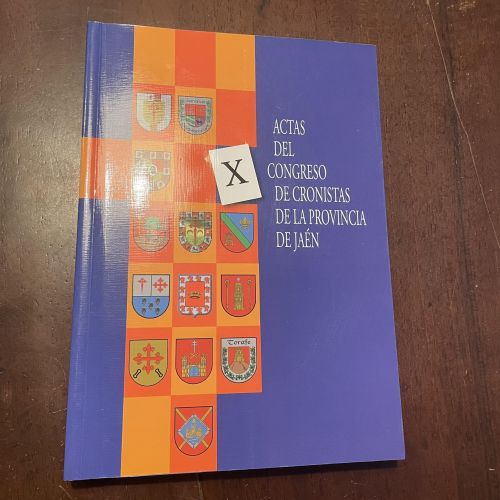 X
ACTAS
DEL
CONGRESO
DE CRONISTAS
DE LA PROVINCIA
DE JAÉN
Torafe